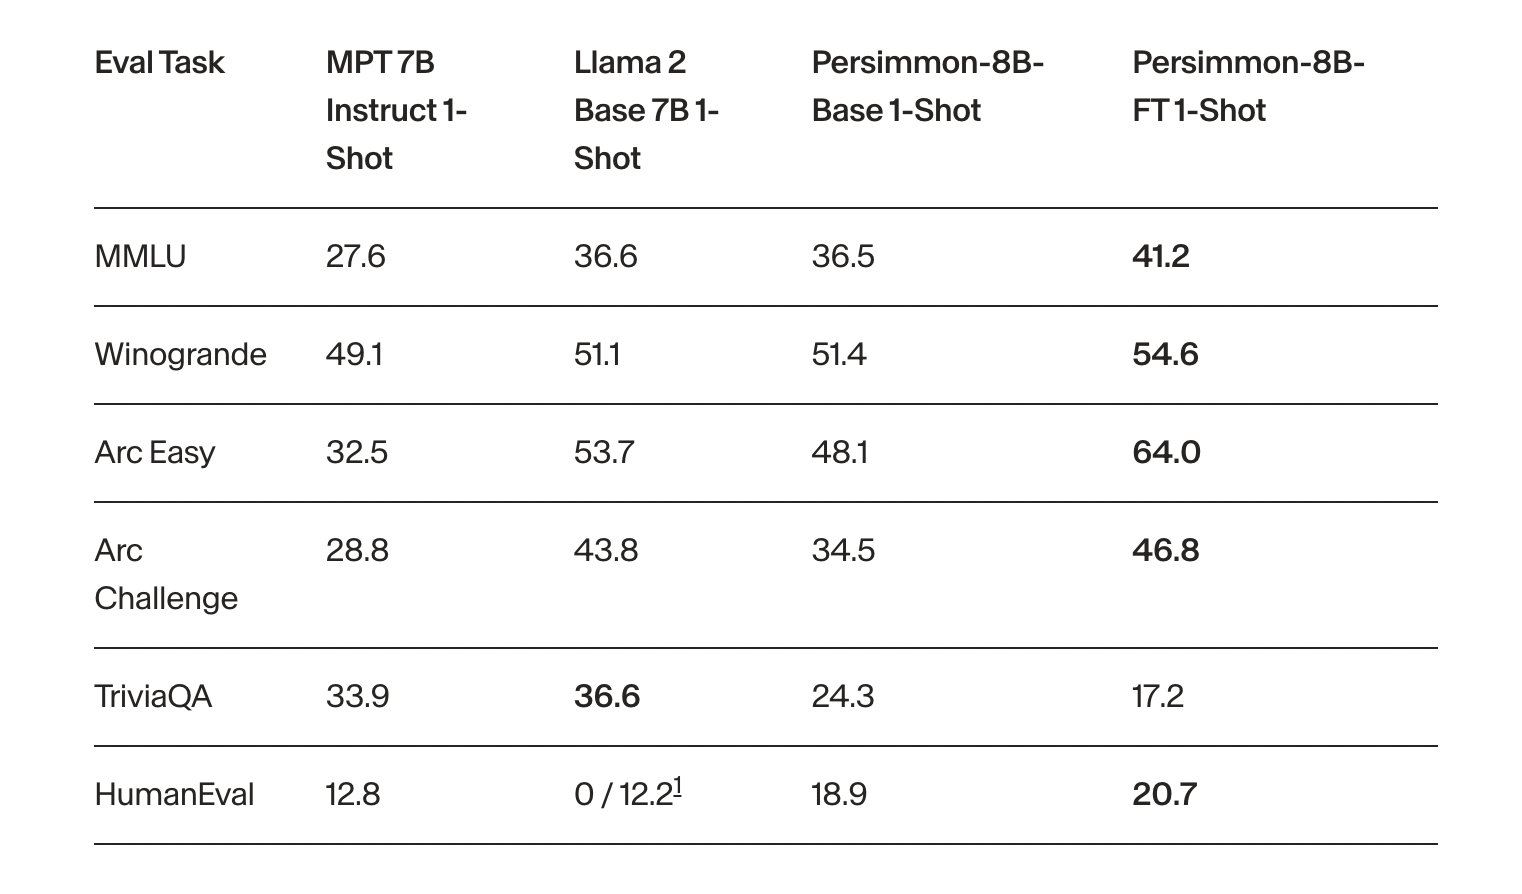 Eval Task MPT 7B Llama 2 Persimmon-8B- Persimmon-8B-
Instruct 1- Base 7B 1- Base 1-Shot FT 1-Shot
Shot Shot
MMLU 27.6 36.6 36.5 41.2
Winogrande 49.1 51.1 51.4 54.6
Arc Easy 32.5 53.7 48.1 64.0
Arc 28.8 43.8 34.5 46.8
Challenge
TriviaQA 33.9 36.6 24.3 17.2
HumanEval 12.8 0 / 12.2¹ 18.9 20.7